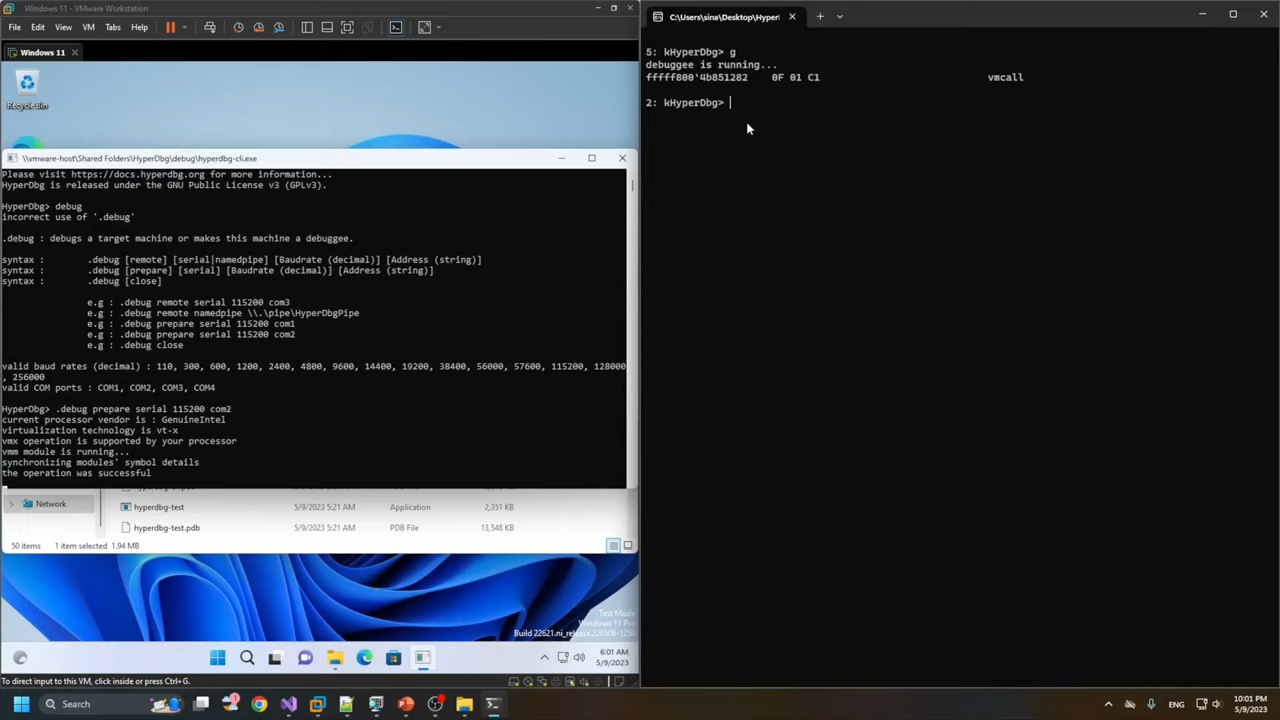 Windows 11 - VMware Workstation
File Edit View VM Tabs Help
Windows 11
Recycle Bin
\\vmware-host\Shared Folders\HyperDbg\debug\hyperdbg-cli.exe
Please visit https://docs.hyperdbg.org for more information...
HyperDbg is released under the GNU Public License v3 (GPLv3).
HyperDbg> debug
incorrect use of '.debug'
.debug : debugs a target machine or makes this machine a debuggee.
syntax : .debug [remote] [serial|namedpipe] [Baudrate (decimal)] [Address (string)]
syntax : .debug [prepare] [serial] [Baudrate (decimal)] [Address (string)]
syntax : .debug [close]
e.g : .debug remote serial 115200 com3
e.g : .debug remote namedpipe \\.\pipe\HyperDbgPipe
e.g : .debug prepare serial 115200 com1
e.g : .debug prepare serial 115200 com2
e.g : .debug close
valid baud rates (decimal) : 110, 300, 600, 1200, 2400, 4800, 9600, 14400, 19200, 38400, 56000, 57600, 115200, 128000
, 256000
valid COM ports : COM1, COM2, COM3, COM4
HyperDbg> .debug prepare serial 115200 com2
current processor vendor is : GenuineIntel
virtualization technology is vt-x
vmx operation is supported by your processor
vmm module is running...
synchronizing modules' symbol details
the operation was successful
Network
hyperdbg-test 5/9/2023 5:21 AM Application 2,351 KB
hyperdbg-test.pdb 5/9/2023 5:21 AM PDB File 13,548 KB
50 items 1 item selected 1.94 MB
Test Mode
Windows 11 Pro
Build 22621.ni_release.220506-1250
6:01 AM
5/9/2023
To direct input to this VM, click inside or press Ctrl+G.
C:\Users\sina\Desktop\Hyper
5: kHyperDbg> g
debuggee is running...
fffff800`4b851282 0F 01 C1 vmcall
2: kHyperDbg>
Search
ENG
10:01 PM
5/9/2023